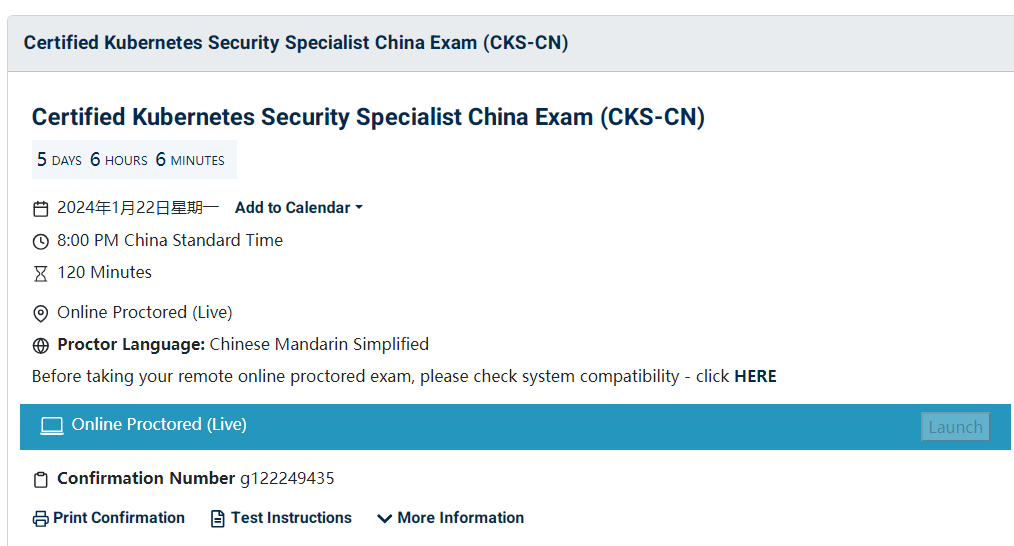 Certified Kubernetes Security Specialist China Exam (CKS-CN)
Certified Kubernetes Security Specialist China Exam (CKS-CN)
5 DAYS 6 HOURS 6 MINUTES
2024年1月22日星期一 Add to Calendar
8:00 PM China Standard Time
120 Minutes
Online Proctored (Live)
Proctor Language: Chinese Mandarin Simplified
Before taking your remote online proctored exam, please check system compatibility - click HERE
Online Proctored (Live) Launch
Confirmation Number g122249435
Print Confirmation Test Instructions More Information